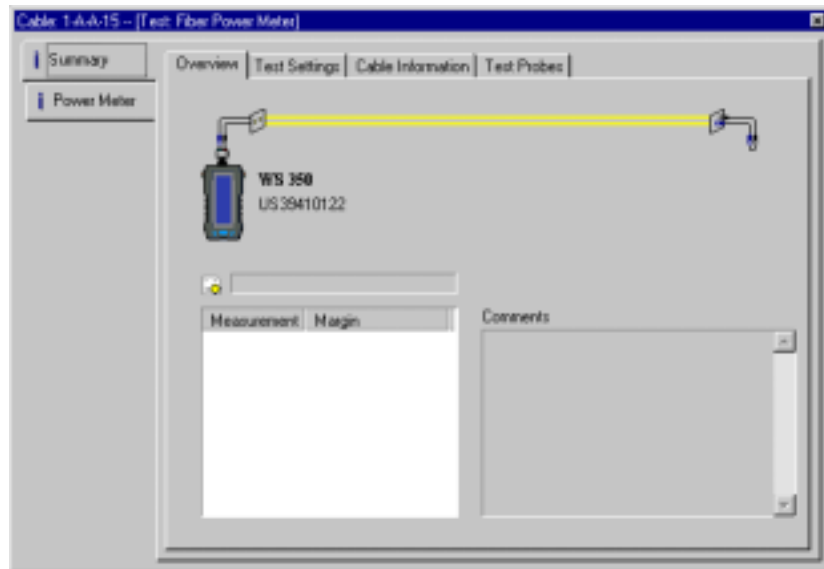 Cable: 1-A-A-15 -- [Test: Fiber Power Meter]
Summary
Power Meter
Overview
Test Settings
Cable Information
Test Probes
WS 350
US39410122
Measurement
Margin
Comments